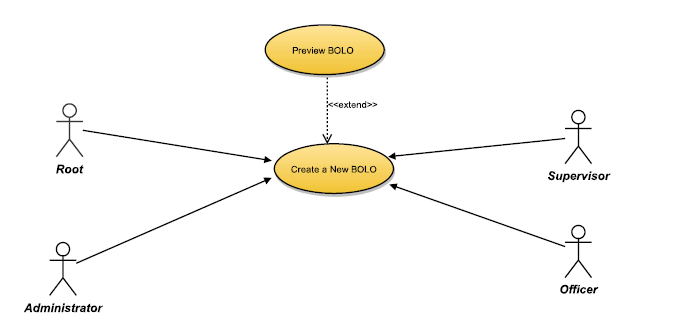 Preview BOLO
<<extend>>
Root
Create a New BOLO
Supervisor
Administrator
Officer